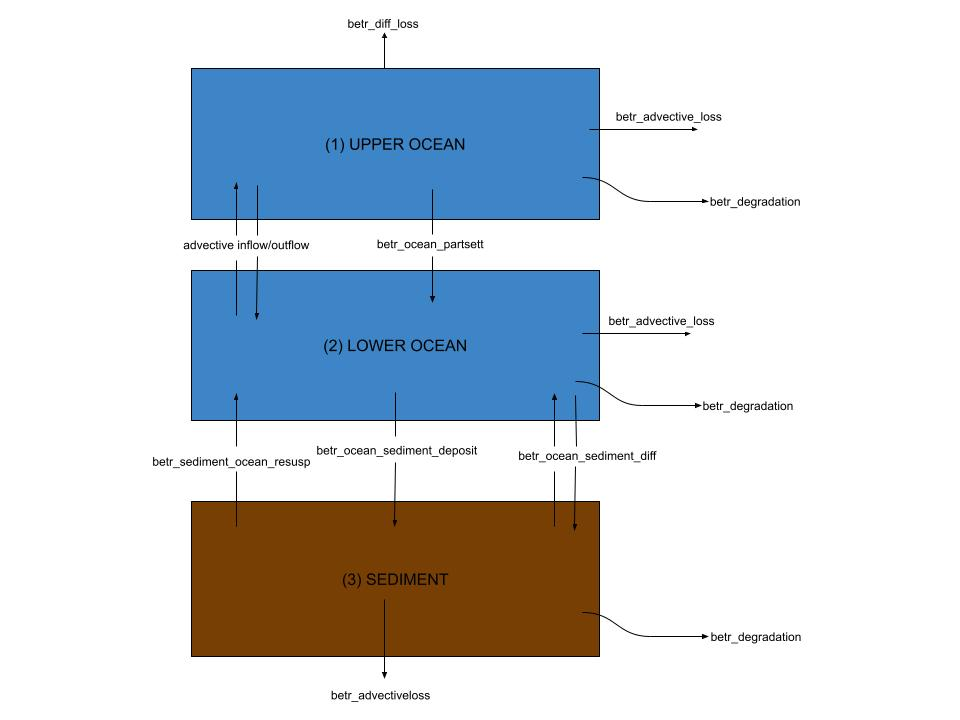 betr_diff_loss
betr_advective_loss
(1) UPPER OCEAN
betr_degradation
advective inflow/outflow
betr_ocean_partsett
betr_advective_loss
(2) LOWER OCEAN
betr_degradation
betr_sediment_ocean_resusp
betr_ocean_sediment_deposit
betr_ocean_sediment_diff
(3) SEDIMENT
betr_degradation
betr_advectiveloss